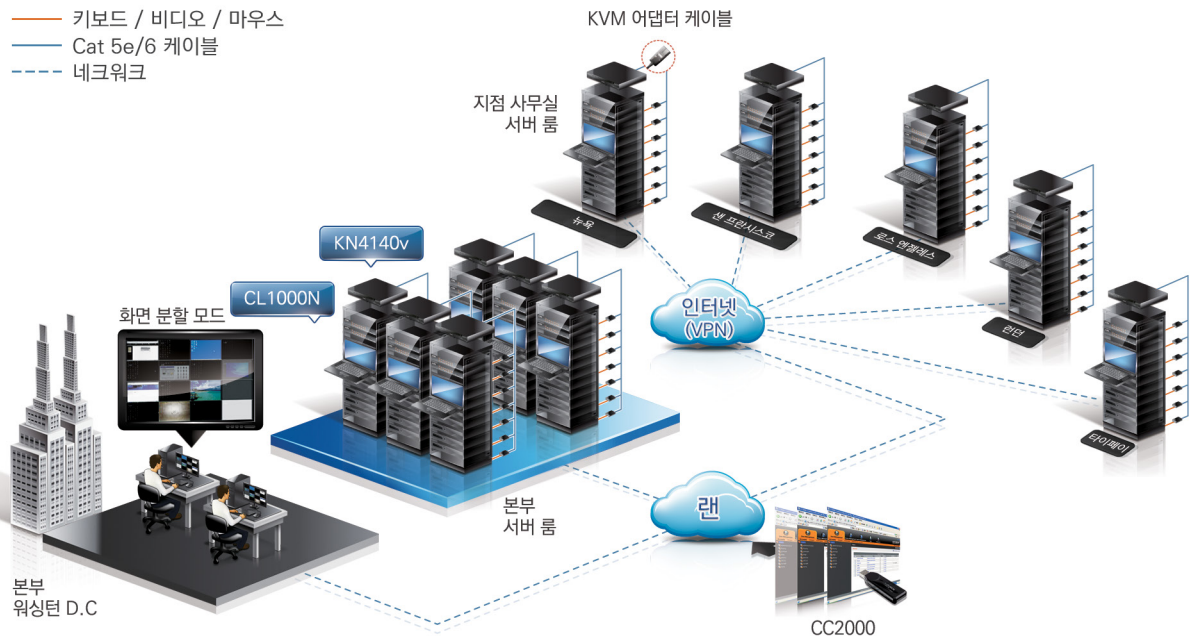 키보드 / 비디오 / 마우스
Cat 5e/6 케이블
네크워크
KVM 어댑터 케이블
지점 사무실
서버 룸
뉴욕
샌 프란시스코
로스 엔젤레스
런던
타이페이
KN4140v
CL1000N
화면 분할 모드
인터넷
(VPN)
랜
본부
서버 룸
본부
워싱턴 D.C
CC2000